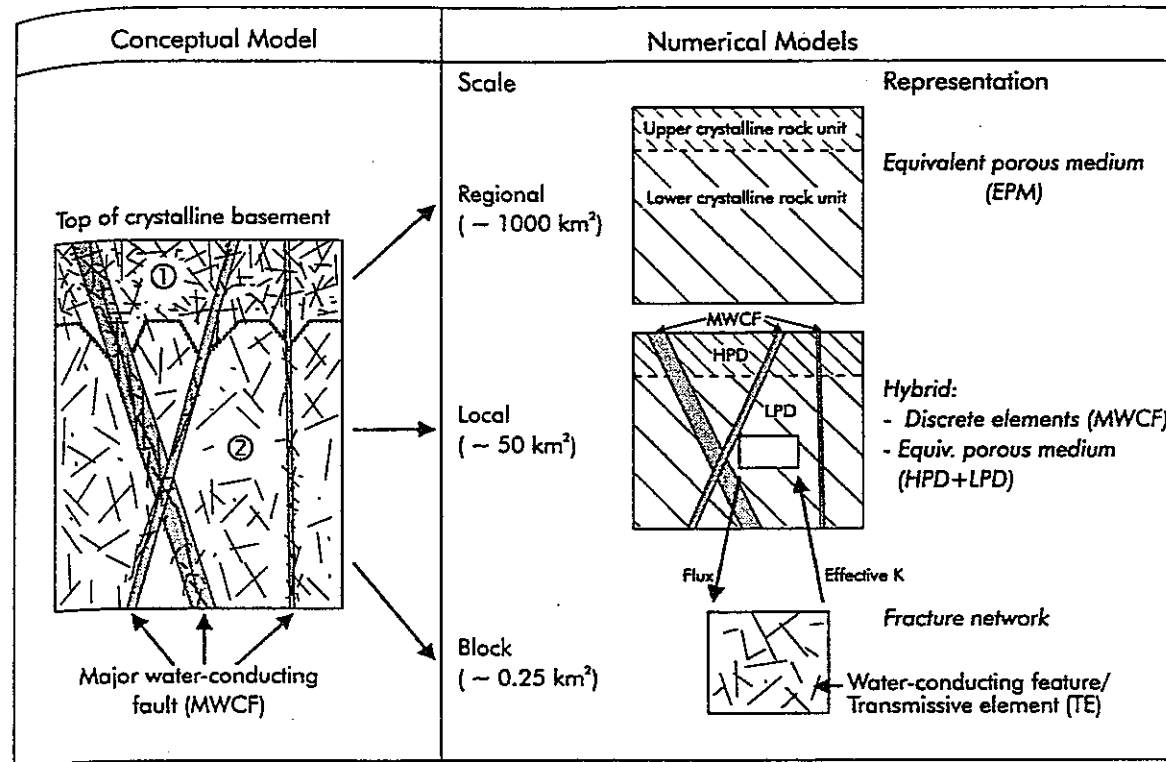 Conceptual Model
Numerical Models
Scale
Representation
Top of crystalline basement
①
②
Major water-conducting
fault (MWCF)
Regional
(~ 1000 km²)
Upper crystalline rock unit
Lower crystalline rock unit
Equivalent porous medium
(EPM)
Local
(~ 50 km²)
MWCF
HPD
LPD
Hybrid:
- Discrete elements (MWCF)
- Equiv. porous medium
(HPD+LPD)
Flux
Effective K
Block
(~ 0.25 km²)
Fracture network
Water-conducting feature/
Transmissive element (TE)